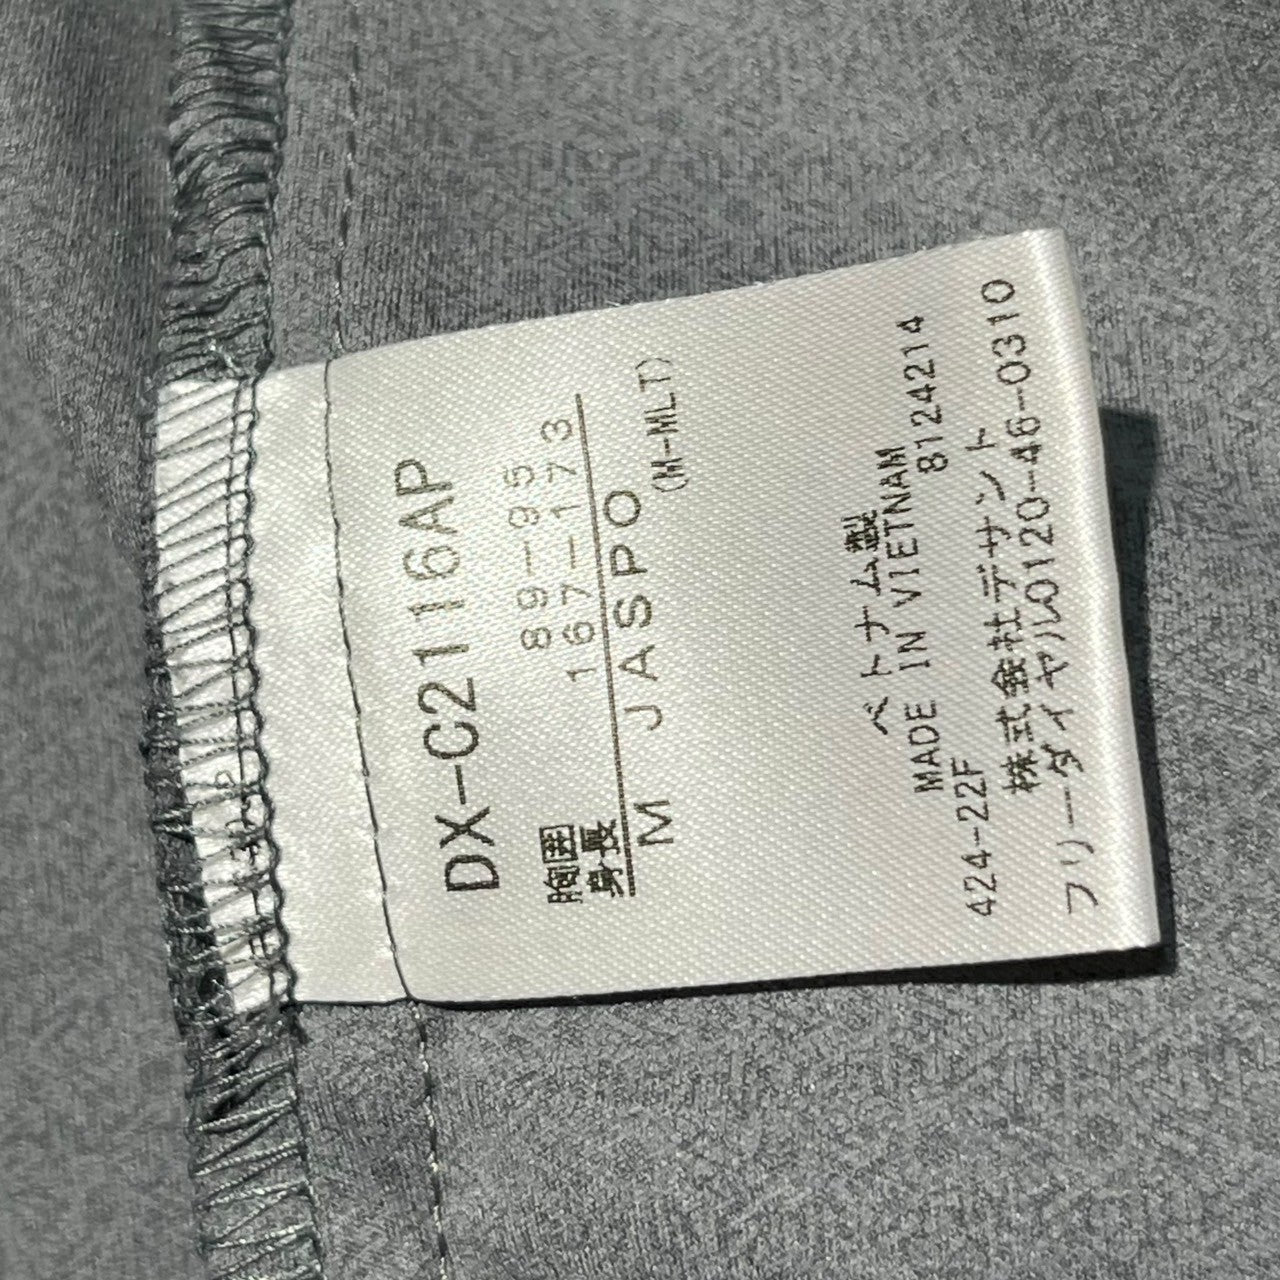 DX-C2116AP
胸囲 89-95
身長 167-173
M JASPO
(M-MLT)
ベトナム製
MADE IN VIETNAM
424-22F 8124214
株式会社デサント
フリーダイヤル0120-46-0310